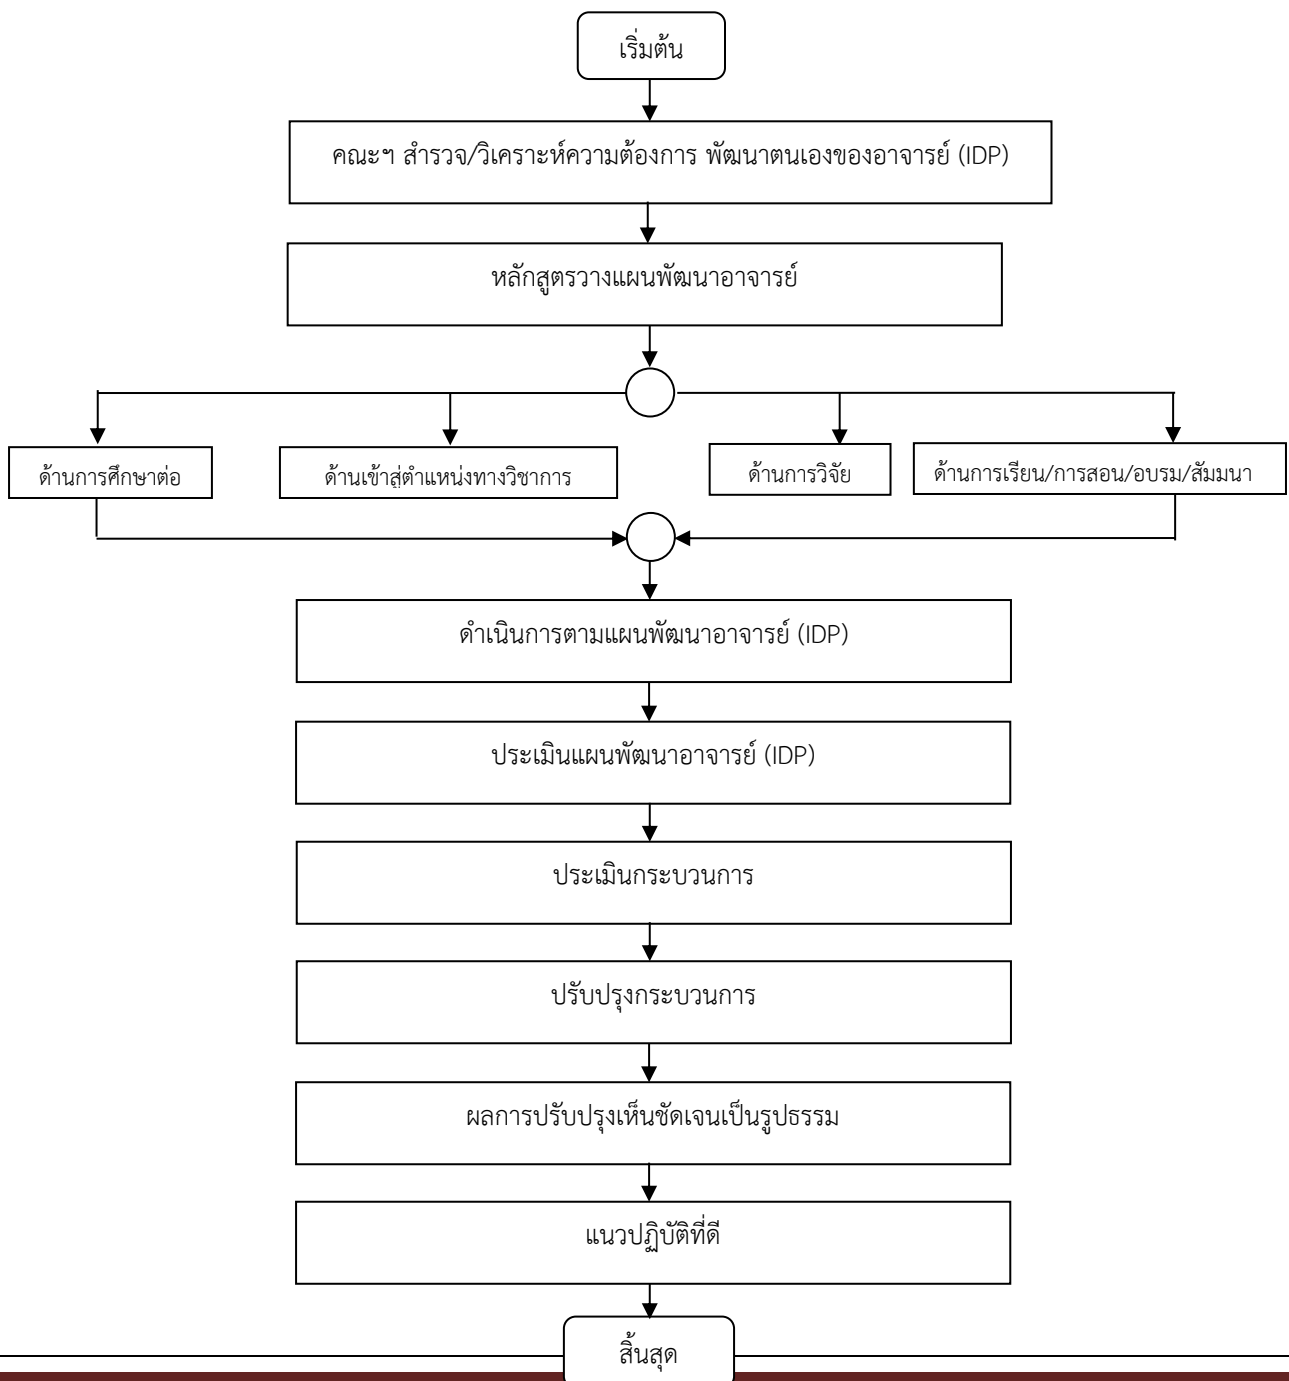 เริ่มต้น
คณะฯ สำรวจ/วิเคราะห์ความต้องการ พัฒนาตนเองของอาจารย์ (IDP)
หลักสูตรวางแผนพัฒนาอาจารย์
ด้านการศึกษาต่อ
ด้านเข้าสู่ตำแหน่งทางวิชาการ
ด้านการวิจัย
ด้านการเรียน/การสอน/อบรม/สัมมนา
ดำเนินการตามแผนพัฒนาอาจารย์ (IDP)
ประเมินแผนพัฒนาอาจารย์ (IDP)
ประเมินกระบวนการ
ปรับปรุงกระบวนการ
ผลการปรับปรุงเห็นชัดเจนเป็นรูปธรรม
แนวปฏิบัติที่ดี
สิ้นสุด